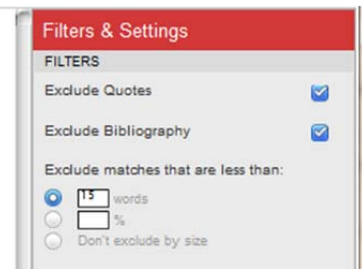 Filters & Settings
FILTERS
Exclude Quotes
Exclude Bibliography
Exclude matches that are less than:
15 words
%
Don't exclude by size